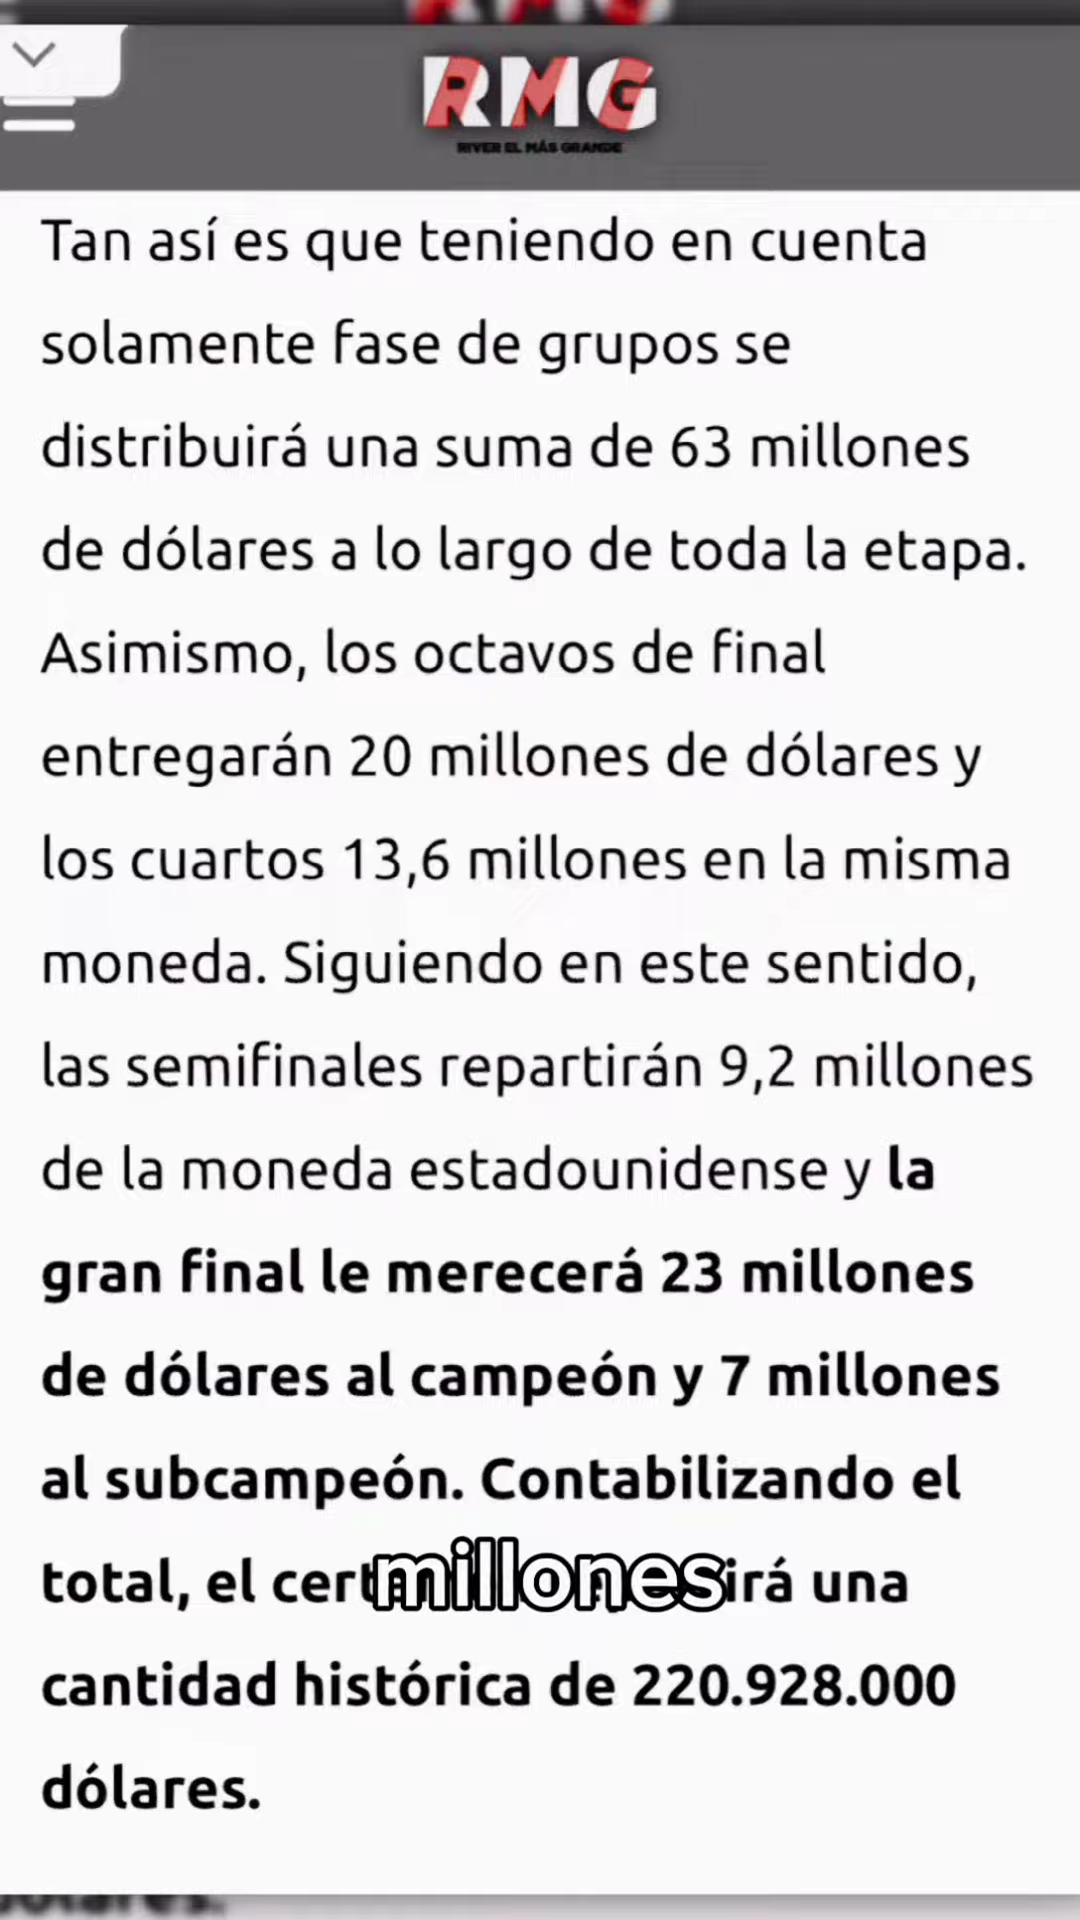 RMG
RIVER EL MÁS GRANDE
Tan así es que teniendo en cuenta
solamente fase de grupos se
distribuirá una suma de 63 millones
de dólares a lo largo de toda la etapa.
Asimismo, los octavos de final
entregarán 20 millones de dólares y
los cuartos 13,6 millones en la misma
moneda. Siguiendo en este sentido,
las semifinales repartirán 9,2 millones
de la moneda estadounidense y la
gran final le merecerá 23 millones
de dólares al campeón y 7 millones
al subcampeón. Contabilizando el
total, el una
millones
cantidad histórica de 220.928.000
dólares.
dólares.